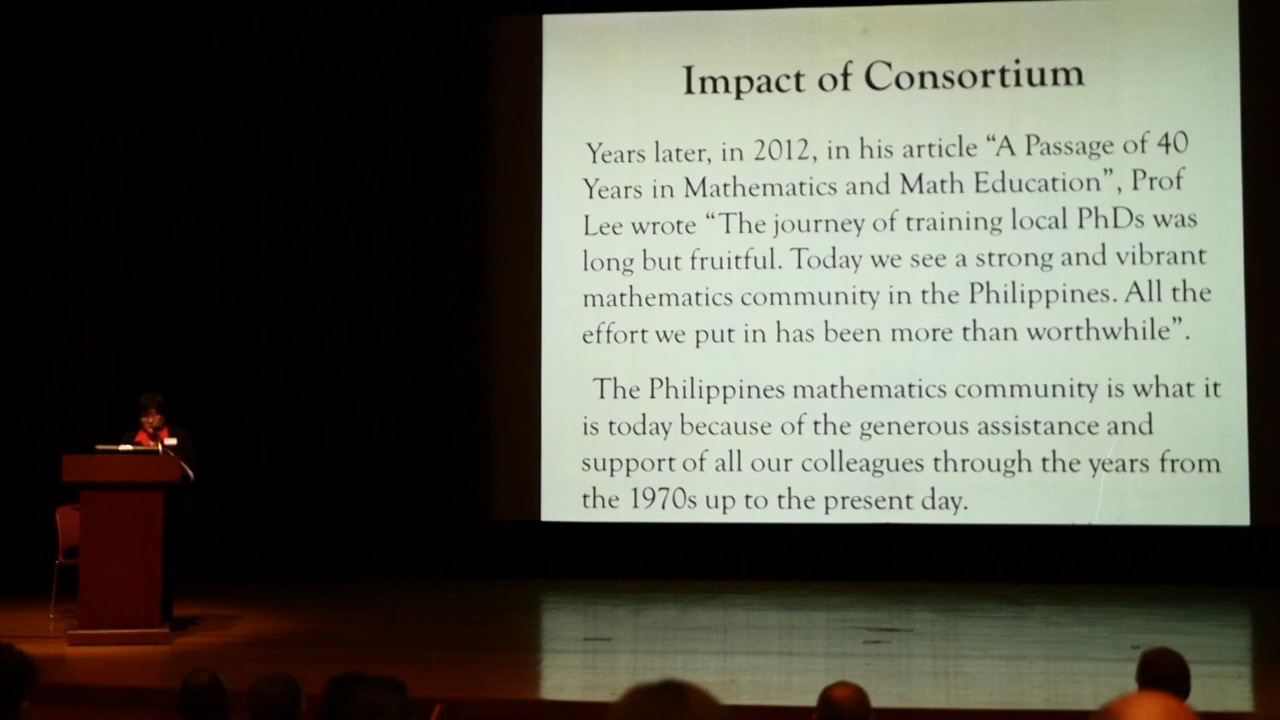 Impact of Consortium
Years later, in 2012, in his article “A Passage of 40
Years in Mathematics and Math Education”, Prof
Lee wrote “The journey of training local PhDs was
long but fruitful. Today we see a strong and vibrant
mathematics community in the Philippines. All the
effort we put in has been more than worthwhile”.
The Philippines mathematics community is what it
is today because of the generous assistance and
support of all our colleagues through the years from
the 1970s up to the present day.